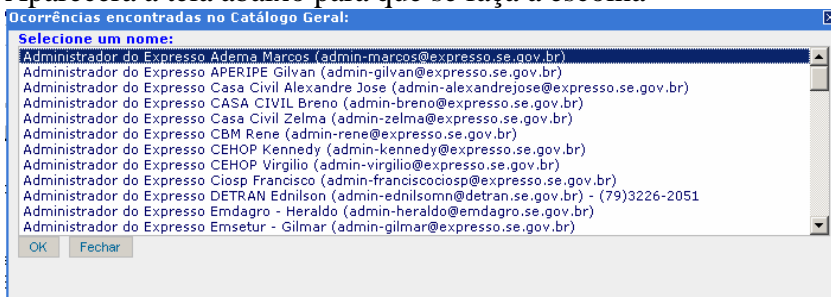 Aparecerá a tela abaixo para que se faça a escolha
Ocorrências encontradas no Catálogo Geral:
Selecione um nome:
Administrador do Expresso Adema Marcos (admin-marcos@expresso.se.gov.br)
Administrador do Expresso APERIPE Gilvan (admin-gilvan@expresso.se.gov.br)
Administrador do Expresso Casa Civil Alexandre Jose (admin-alexandrejose@expresso.se.gov.br)
Administrador do Expresso CASA CIVIL Breno (admin-breno@expresso.se.gov.br)
Administrador do Expresso Casa Civil Zelma (admin-zelma@expresso.se.gov.br)
Administrador do Expresso CBM Rene (admin-rene@expresso.se.gov.br)
Administrador do Expresso CEHOP Kennedy (admin-kennedy@expresso.se.gov.br)
Administrador do Expresso CEHOP Virgilio (admin-virgilio@expresso.se.gov.br)
Administrador do Expresso Ciosp Francisco (admin-franciscociosp@expresso.se.gov.br)
Administrador do Expresso DETRAN Ednilson (admin-ednilsomn@detran.se.gov.br) - (79)3226-2051
Administrador do Expresso Emdagro - Heraldo (admin-heraldo@emdagro.se.gov.br)
Administrador do Expresso Emsetur - Gilmar (admin-gilmar@expresso.se.gov.br)
OK Fechar